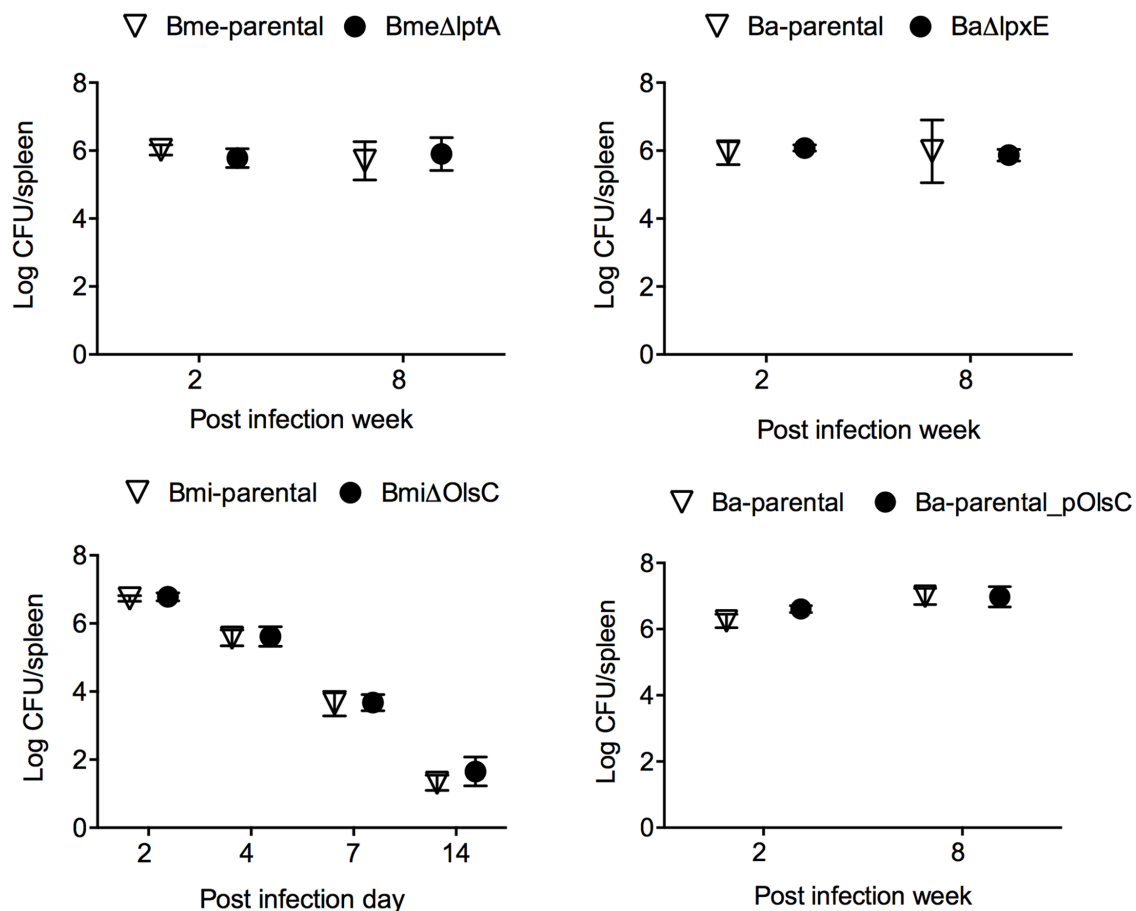 Bme-parental BmeΔlptA
Log CFU/spleen
8
6
4
2
0
2 8
Post infection week
Ba-parental BaΔlpxE
Log CFU/spleen
8
6
4
2
0
2 8
Post infection week
Bmi-parental BmiΔOlsC
Log CFU/spleen
8
6
4
2
0
2 4 7 14
Post infection day
Ba-parental Ba-parental_pOlsC
Log CFU/spleen
8
6
4
2
0
2 8
Post infection week